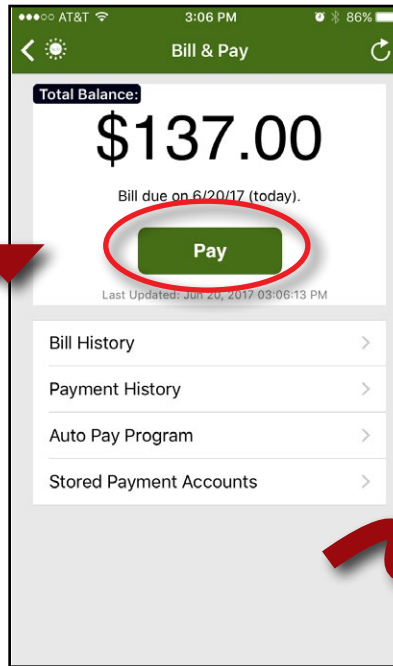 AT&T 3:06 PM 86%
Bill & Pay
Total Balance:
$137.00
Bill due on 6/20/17 (today).
Pay
Last Updated: Jun 20, 2017 03:06:13 PM
Bill History
Payment History
Auto Pay Program
Stored Payment Accounts